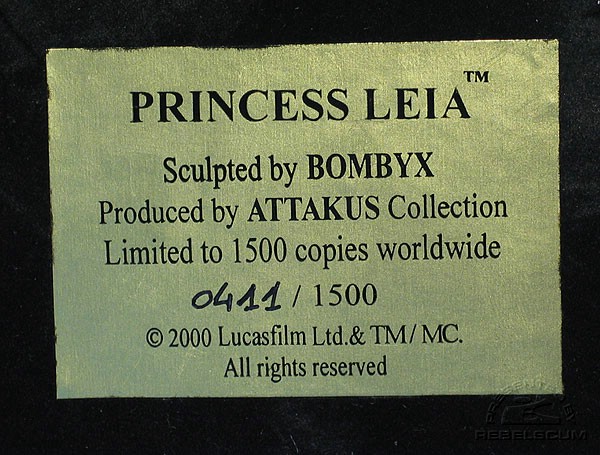 PRINCESS LEIA™
Sculpted by BOMBYX
Produced by ATTAKUS Collection
Limited to 1500 copies worldwide
0411 / 1500
© 2000 Lucasfilm Ltd.& TM / MC.
All rights reserved
REBELSCUM